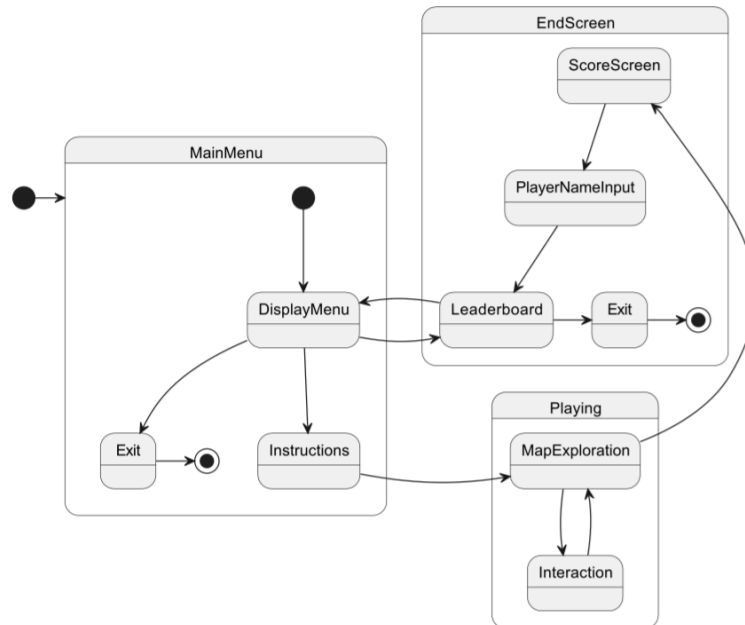 EndScreen
ScoreScreen
MainMenu
PlayerNameInput
DisplayMenu
Leaderboard
Exit
Playing
Exit
Instructions
MapExploration
Interaction